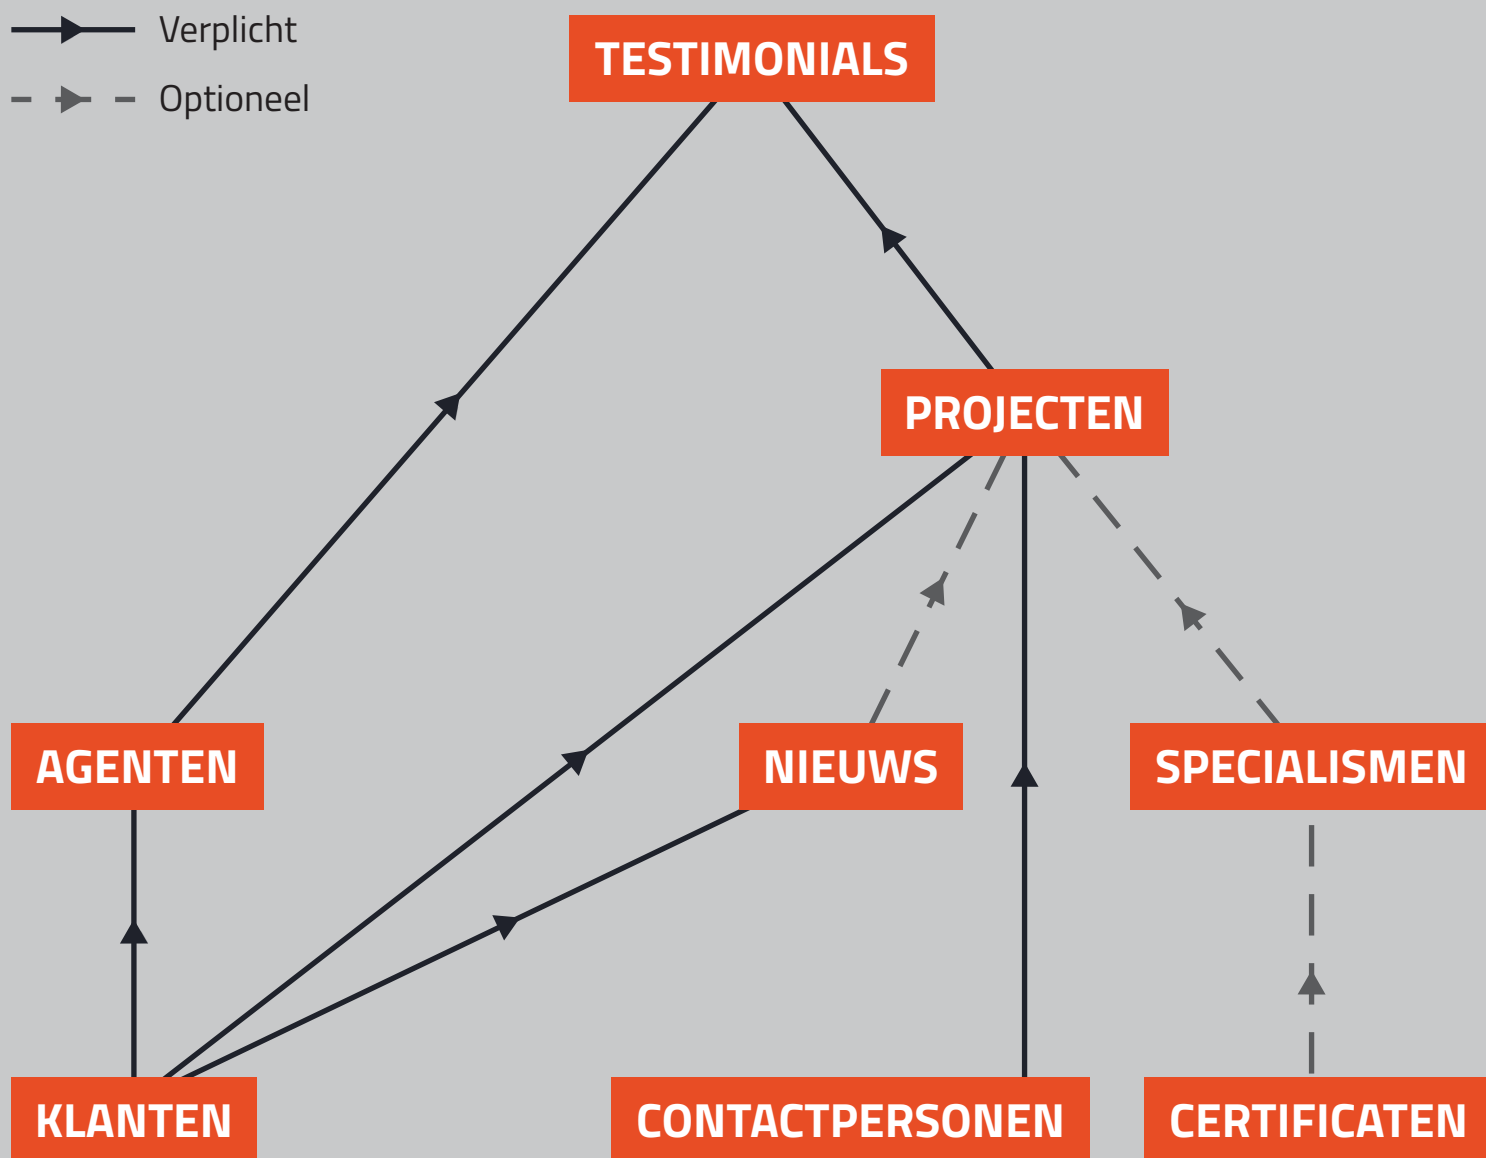 Verplicht
Optioneel
TESTIMONIALS
PROJECTEN
AGENTEN
NIEUWS
SPECIALISMEN
KLANTEN
CONTACTPERSONEN
CERTIFICATEN